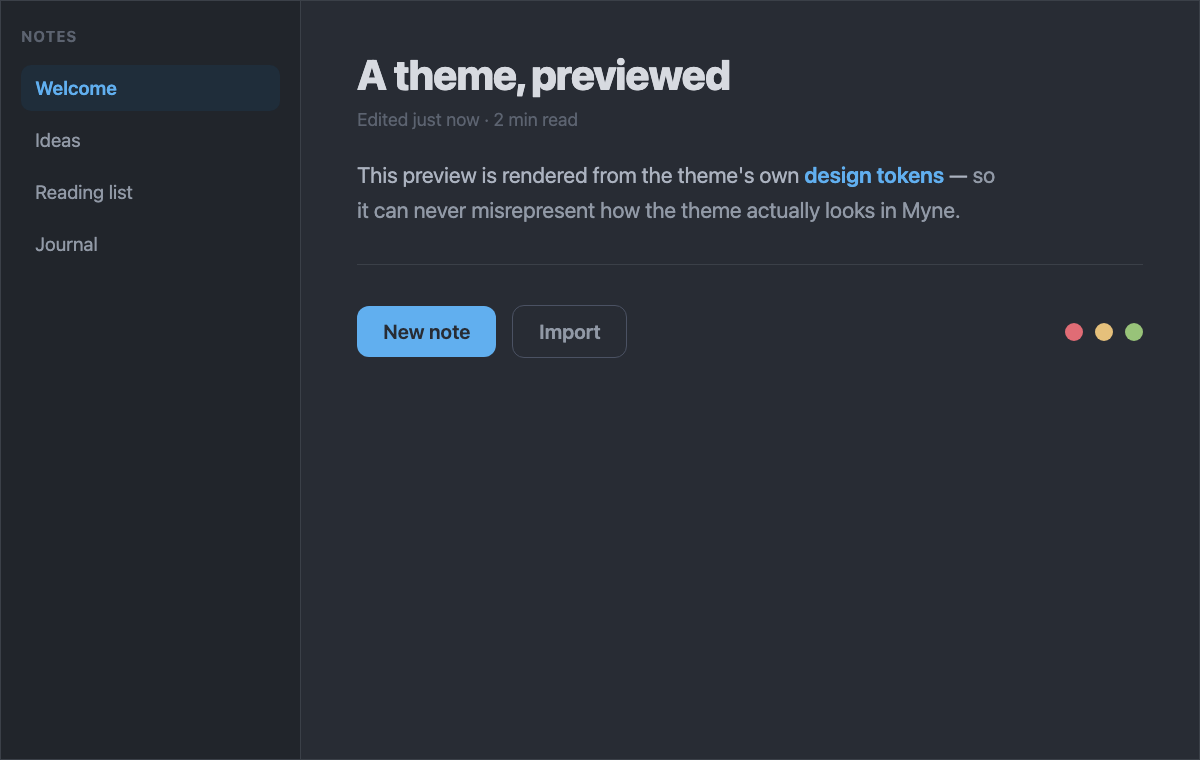 NOTES
Welcome
Ideas
Reading list
Journal
A theme, previewed
Edited just now · 2 min read
This preview is rendered from the theme's own design tokens — so
it can never misrepresent how the theme actually looks in Myne.
New note
Import